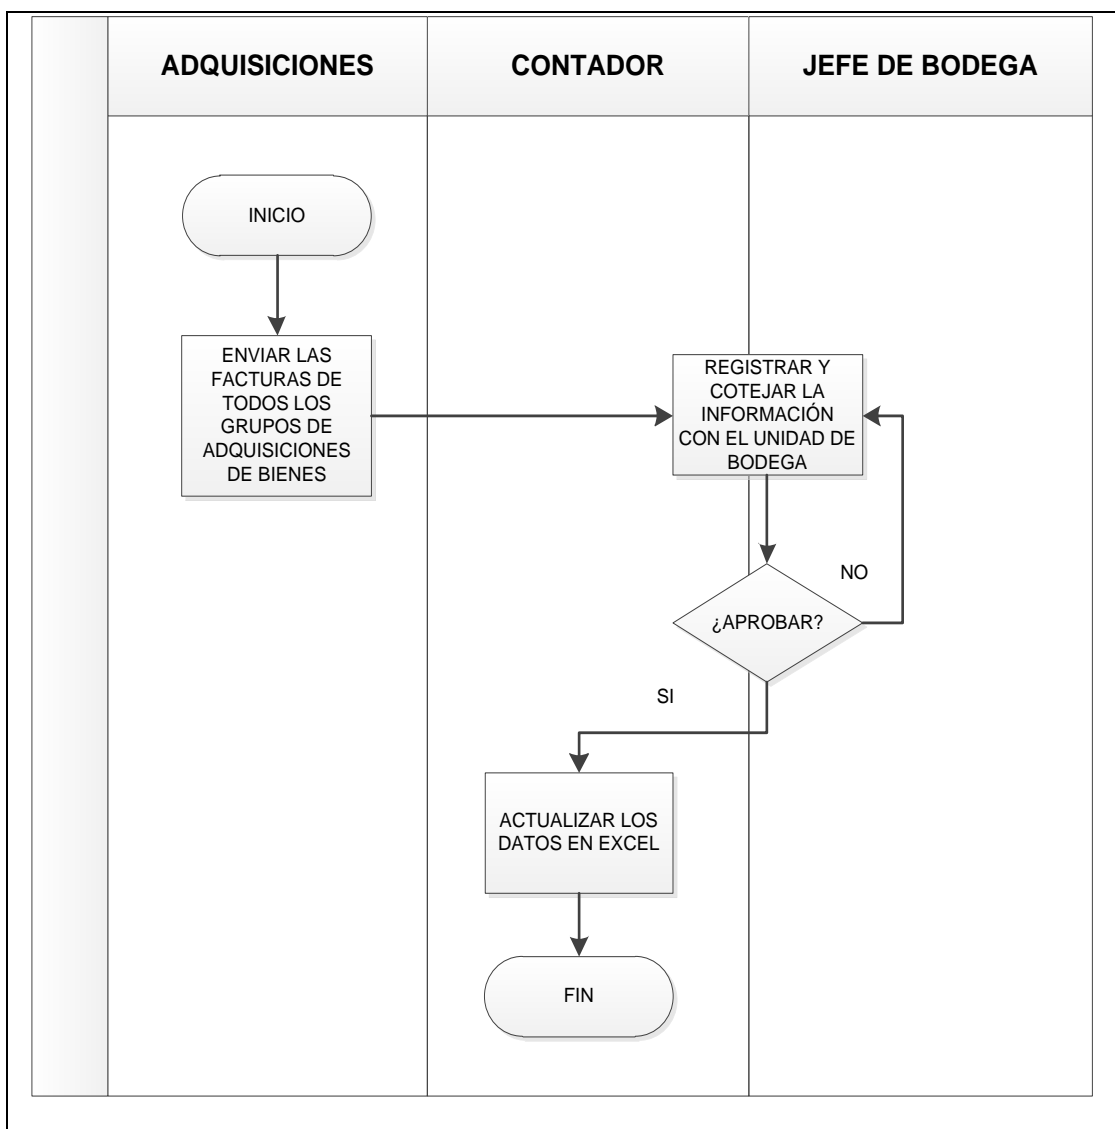 ADQUISICIONES
CONTADOR
JEFE DE BODEGA
INICIO
ENVIAR LAS
FACTURAS DE
TODOS LOS
GRUPOS DE
ADQUISICIONES
DE BIENES
REGISTRAR Y
COTEJAR LA
INFORMACIÓN
CON EL UNIDAD DE
BODEGA
NO
¿APROBAR?
SI
ACTUALIZAR LOS
DATOS EN EXCEL
FIN